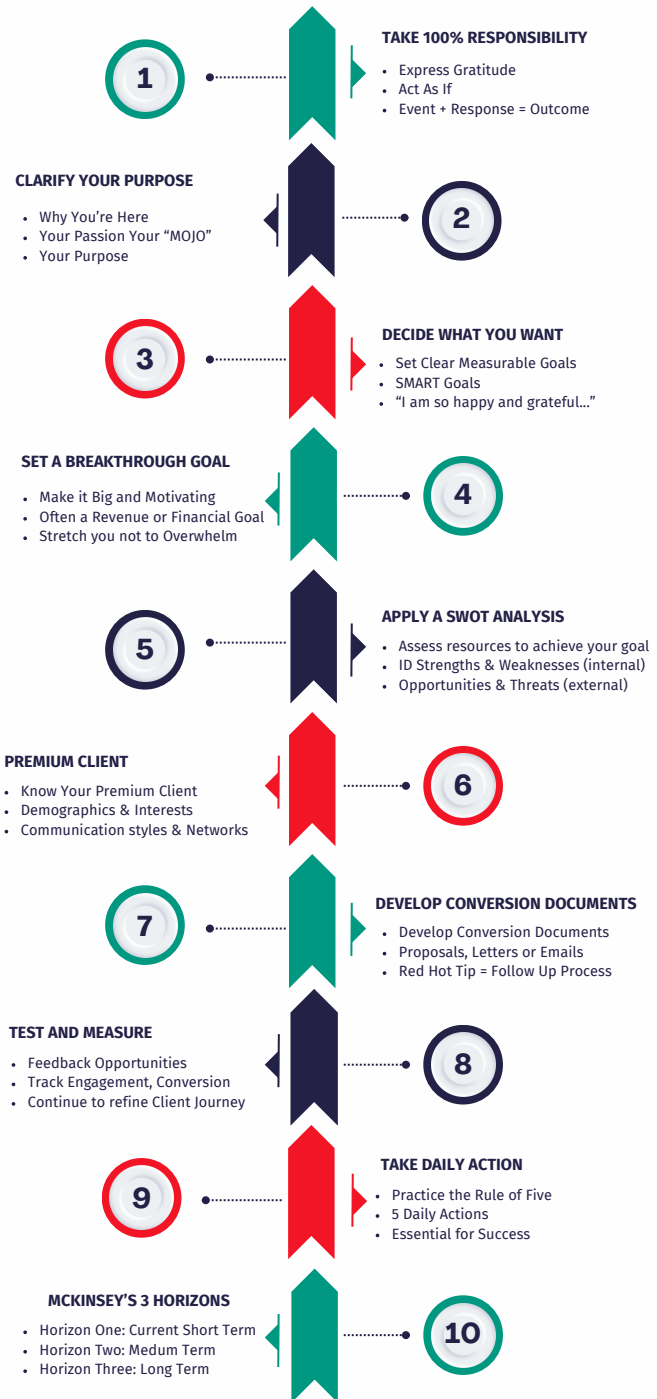 1
TAKE 100% RESPONSIBILITY
• Express Gratitude
• Act As If
• Event + Response = Outcome
CLARIFY YOUR PURPOSE
• Why You're Here
• Your Passion Your “MOJO”
• Your Purpose
2
3
DECIDE WHAT YOU WANT
• Set Clear Measurable Goals
• SMART Goals
• “I am so happy and grateful...”
SET A BREAKTHROUGH GOAL
• Make it Big and Motivating
• Often a Revenue or Financial Goal
• Stretch you not to Overwhelm
4
5
APPLY A SWOT ANALYSIS
• Assess resources to achieve your goal
• ID Strengths & Weaknesses (internal)
• Opportunities & Threats (external)
PREMIUM CLIENT
• Know Your Premium Client
• Demographics & Interests
• Communication styles & Networks
6
7
DEVELOP CONVERSION DOCUMENTS
• Develop Conversion Documents
• Proposals, Letters or Emails
• Red Hot Tip = Follow Up Process
TEST AND MEASURE
• Feedback Opportunities
• Track Engagement, Conversion
• Continue to refine Client Journey
8
9
TAKE DAILY ACTION
• Practice the Rule of Five
• 5 Daily Actions
• Essential for Success
MCKINSEY'S 3 HORIZONS
• Horizon One: Current Short Term
• Horizon Two: Medum Term
• Horizon Three: Long Term
10